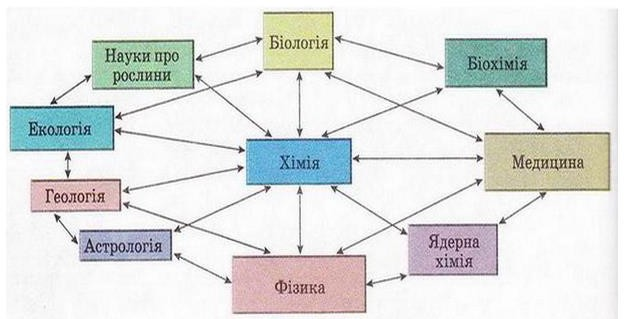 Біологія
Науки про
рослини
Біохімія
Екологія
Хімія
Медицина
Геологія
Астрологія
Ядерна
хімія
Фізика